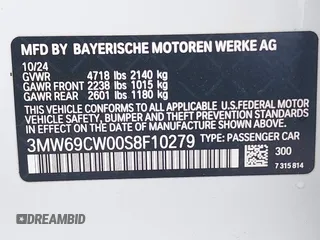 MFD BY BAYERISCHE MOTOREN WERKE AG
10/24
GVWR 4718 lbs 2140 kg
GAWR FRONT 2238 lbs 1015 kg
GAWR REAR 2601 lbs 1180 kg
THIS VEHICLE CONFORMS TO ALL APPLICABLE
U.S. FEDERAL MOTOR VEHICLE SAFETY, BUMPER AND THEFT PREVENTION
STANDARDS IN EFFECT ON THE DATE OF MANUFACTURE SHOWN ABOVE.
3MW69CW00S8F10279 TYPE: PASSENGER CAR
300
7 315 814
DREAMBID